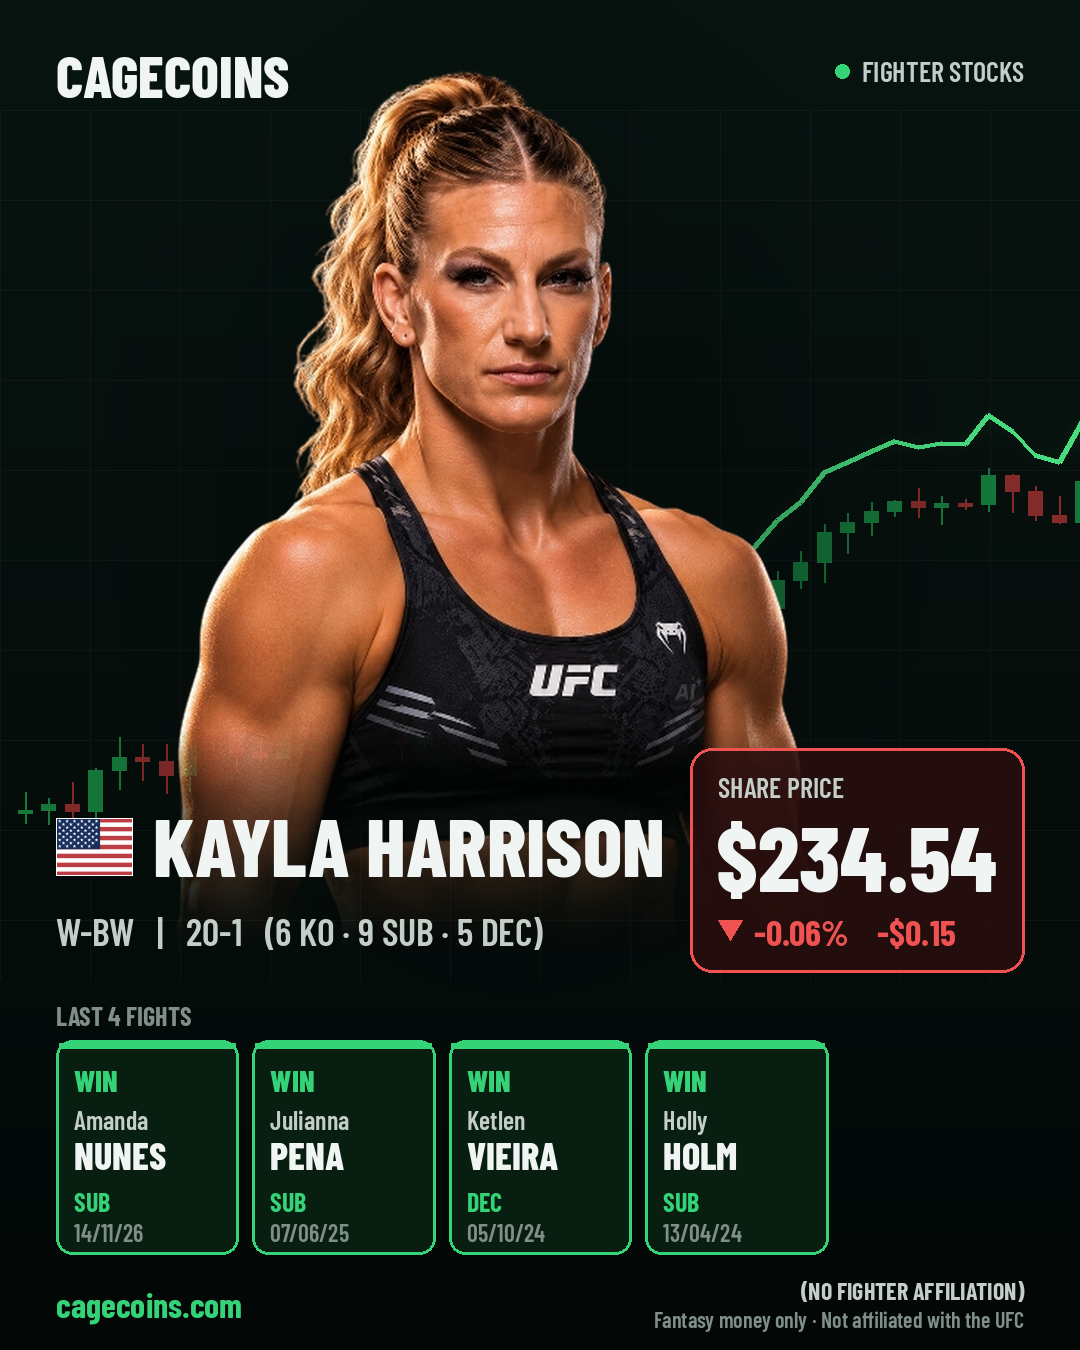 CAGECOINS
FIGHTER STOCKS
UFC
AI
SHARE PRICE
$234.54
-0.06% -$0.15
KAYLA HARRISON
W-BW | 20-1 (6 KO · 9 SUB · 5 DEC)
LAST 4 FIGHTS
WIN
Amanda
NUNES
SUB
14/11/26
WIN
Julianna
PENA
SUB
07/06/25
WIN
Ketlen
VIEIRA
DEC
05/10/24
WIN
Holly
HOLM
SUB
13/04/24
cagecoins.com
(NO FIGHTER AFFILIATION)
Fantasy money only · Not affiliated with the UFC